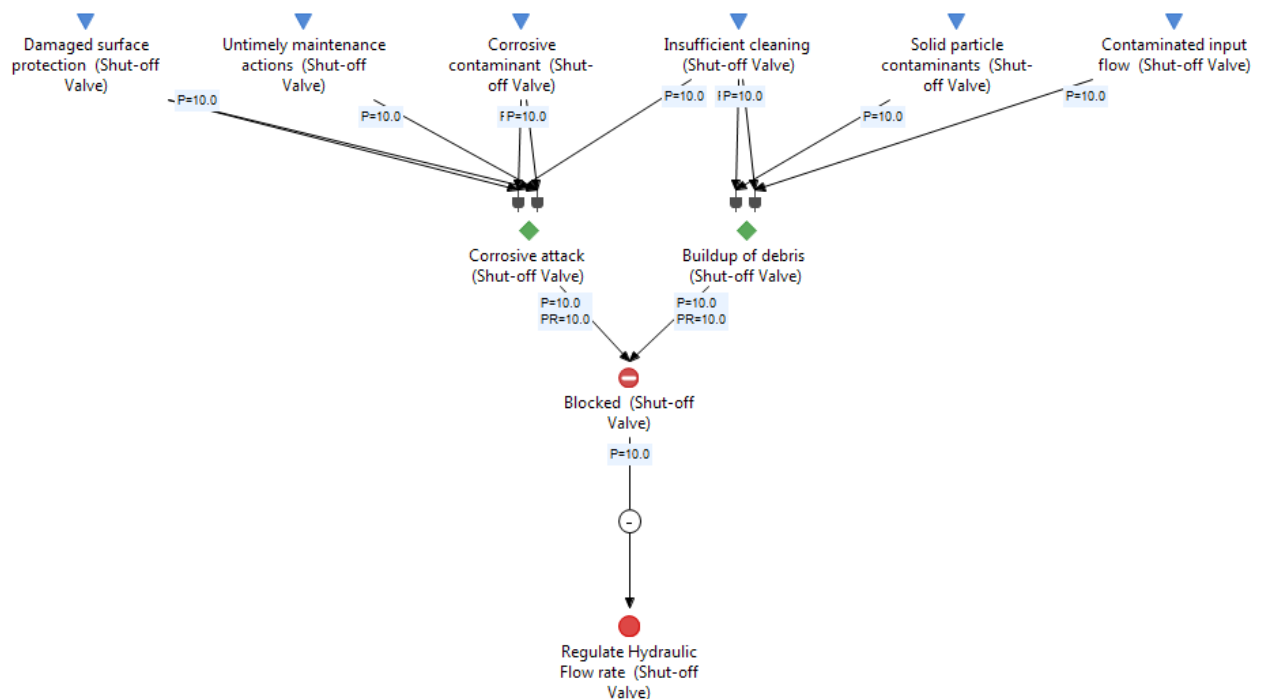 Damaged surface
protection (Shut-off
Valve)
Untimely maintenance
actions (Shut-off
Valve)
Corrosive
contaminant (Shut-
off Valve)
Insufficient cleaning
(Shut-off Valve)
Solid particle
contaminants (Shut-
off Valve)
Contaminated input
flow (Shut-off Valve)
P=10.0
P=10.0
P=10.0
P=10.0
P=10.0
P=10.0
P=10.0
Corrosive attack
(Shut-off Valve)
Buildup of debris
(Shut-off Valve)
P=10.0
PR=10.0
P=10.0
PR=10.0
Blocked (Shut-off
Valve)
P=10.0
-
Regulate Hydraulic
Flow rate (Shut-off
Valve)